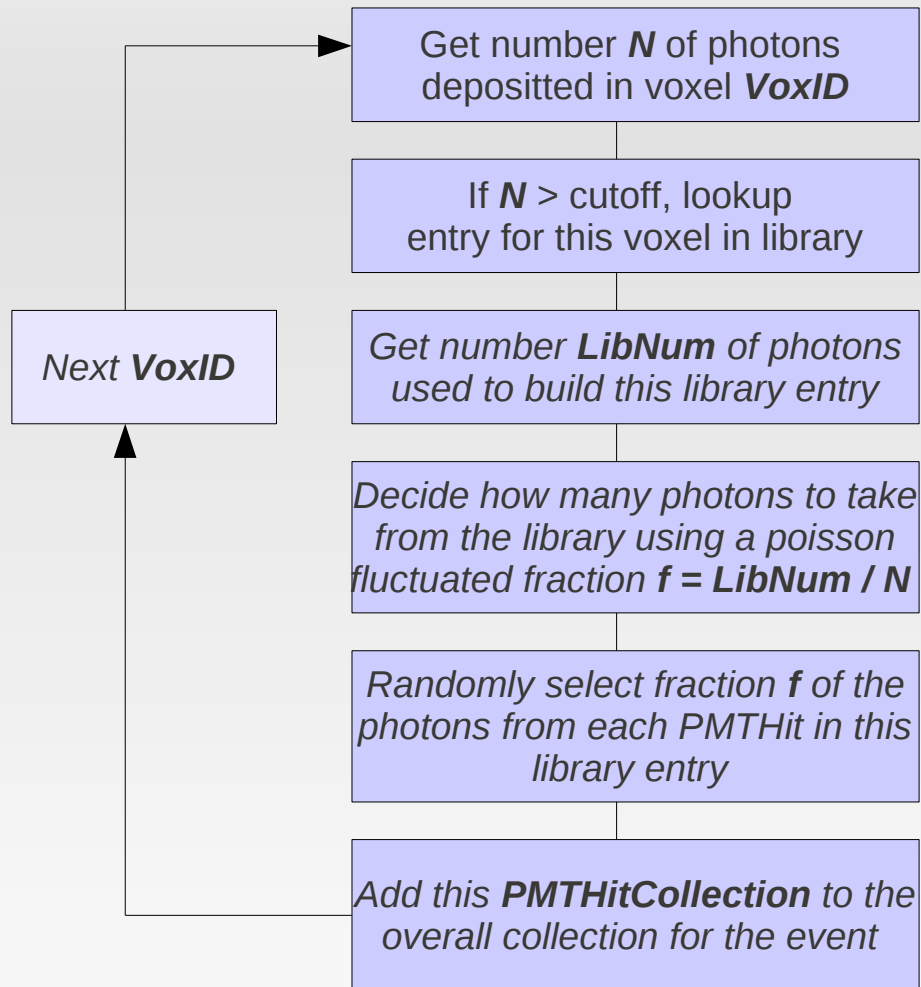 Get number N of photons
depositted in voxel VoxID
If N > cutoff, lookup
entry for this voxel in library
Next VoxID
Get number LibNum of photons
used to build this library entry
Decide how many photons to take
from the library using a poisson
fluctuated fraction f = LibNum / N
Randomly select fraction f of the
photons from each PMTHit in this
library entry
Add this PMTHitCollection to the
overall collection for the event